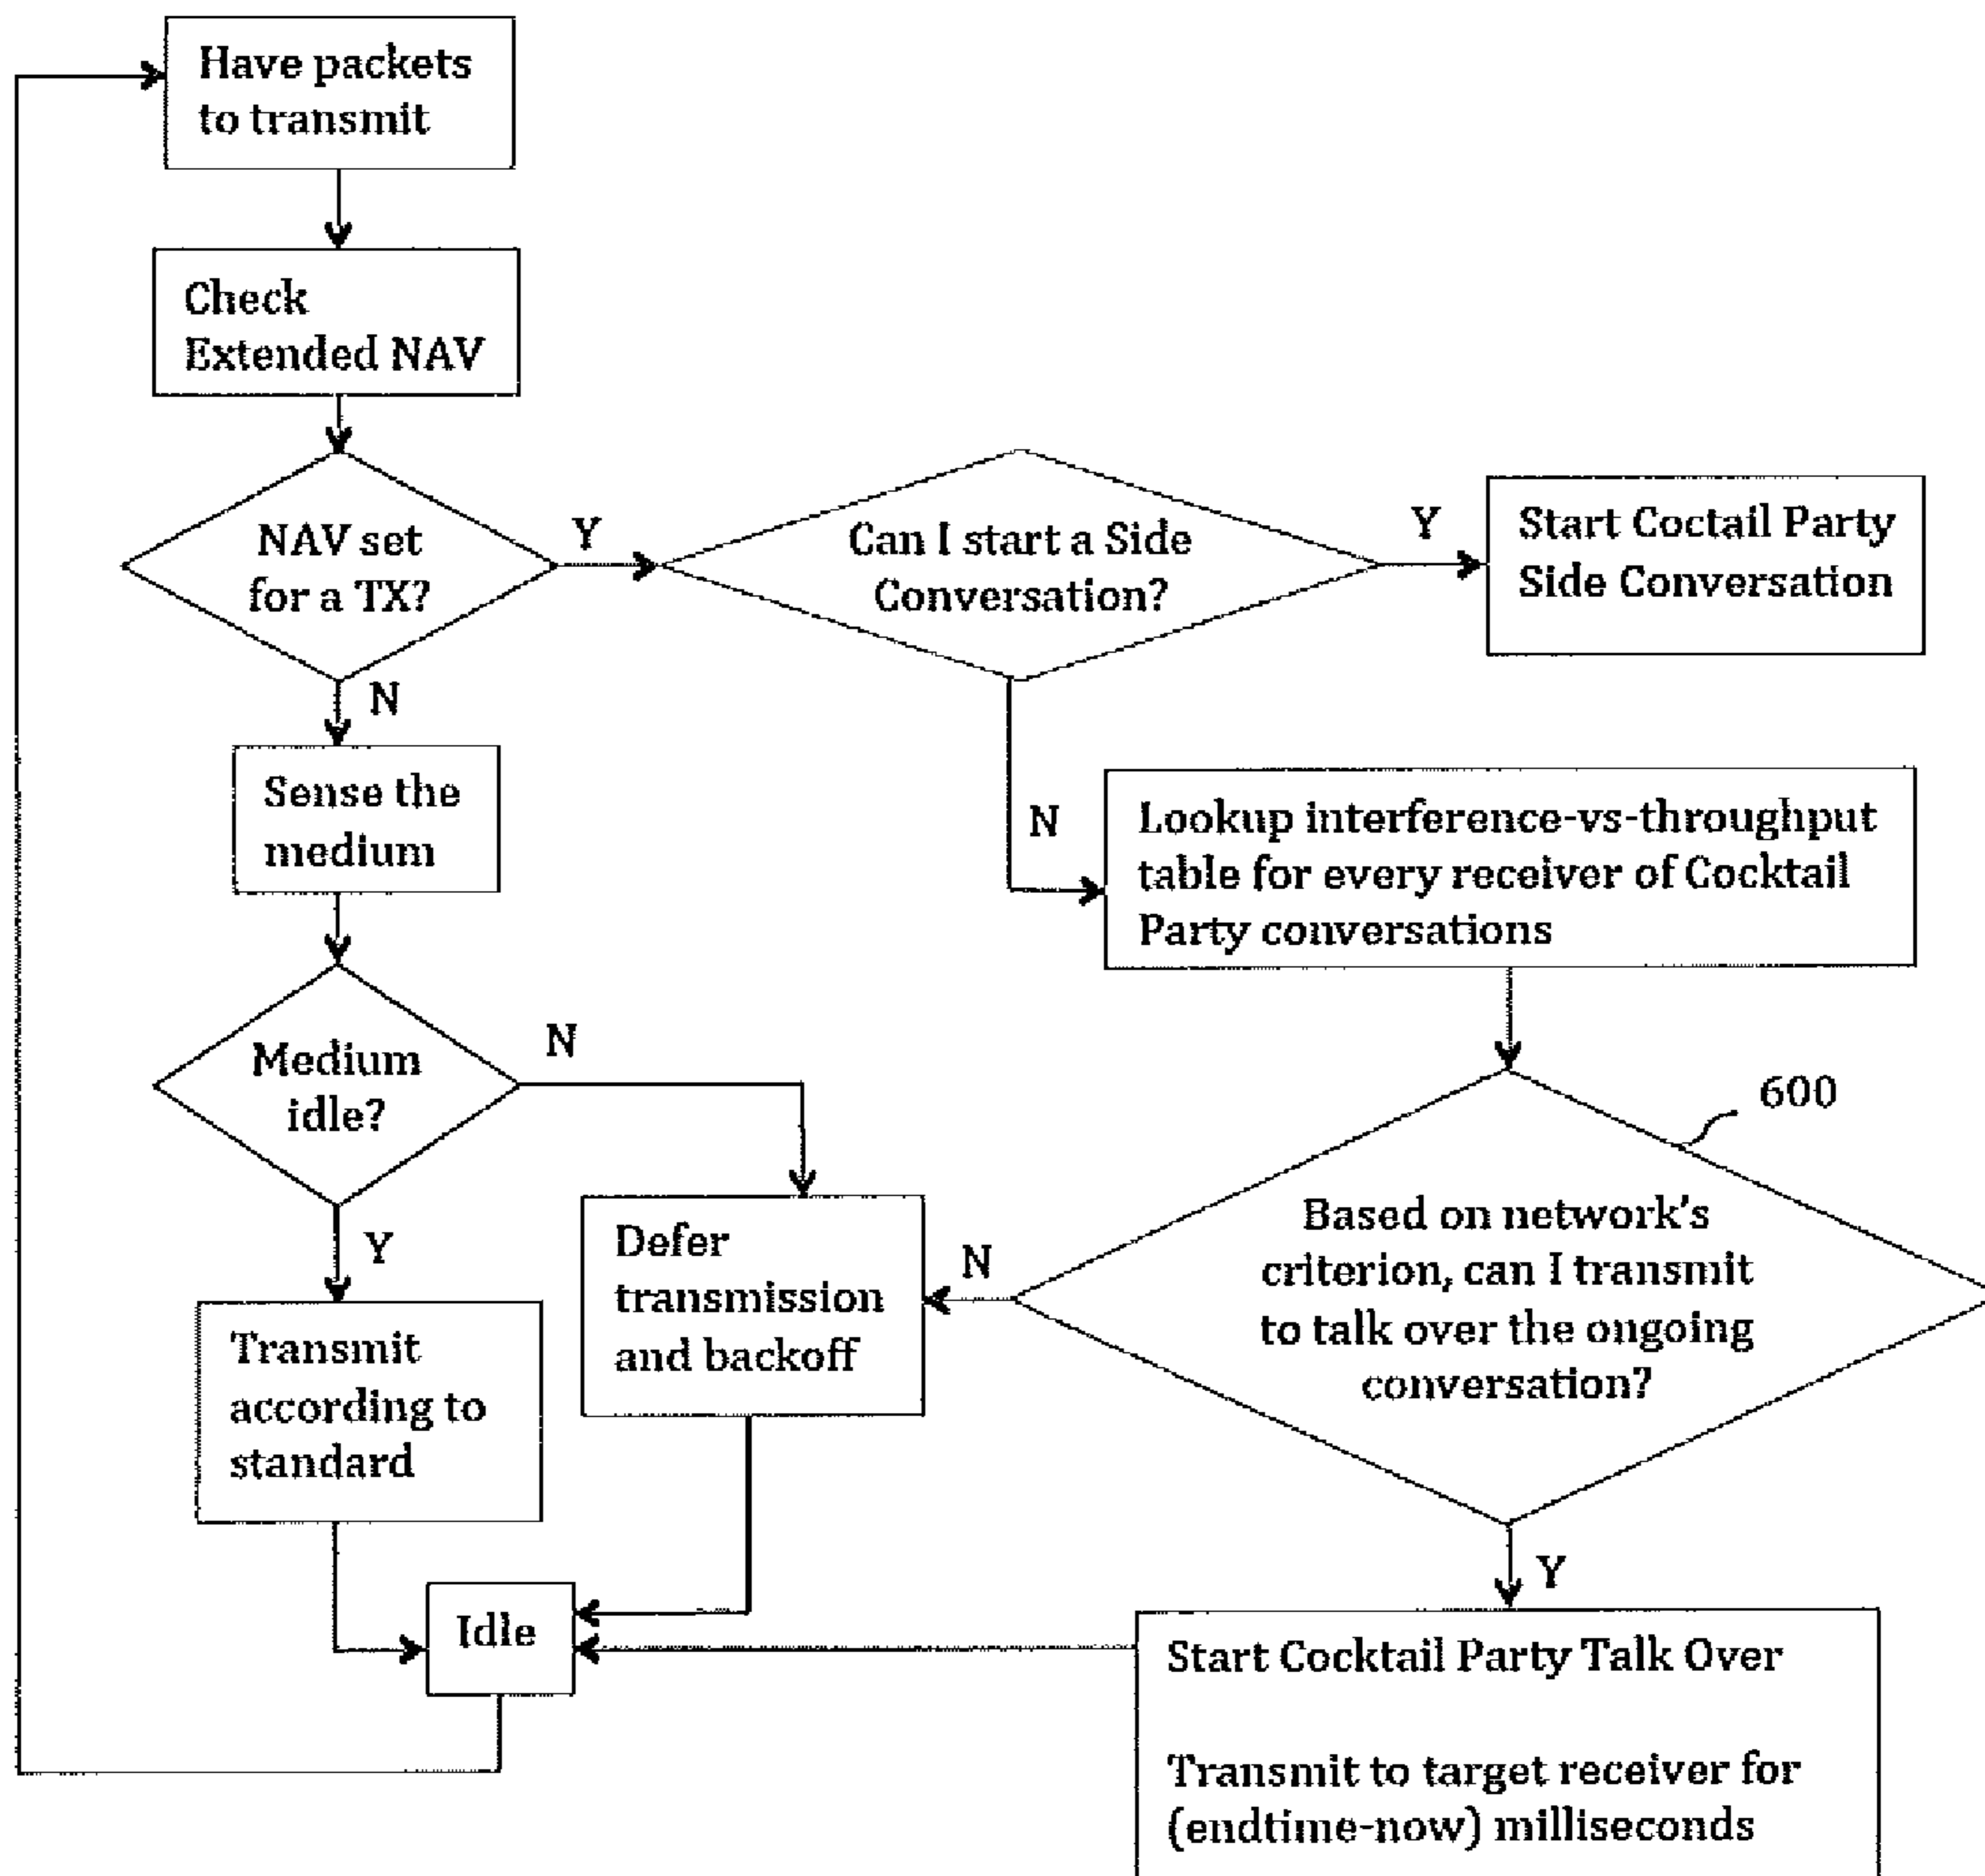 Have packets
to transmit
Check
Extended NAV
NAV set
for a TX?
Y
Can I start a Side
Conversation?
Y
Start Coctail Party
Side Conversation
N
Sense the
medium
N
Lookup interference-vs-throughput
table for every receiver of Cocktail
Party conversations
Medium
idle?
N
Y
Defer
transmission
and backoff
N
600
Based on network's
criterion, can I transmit
to talk over the ongoing
conversation?
Transmit
according to
standard
Y
Idle
Start Cocktail Party Talk Over
Transmit to target receiver for
(endtime-now) milliseconds